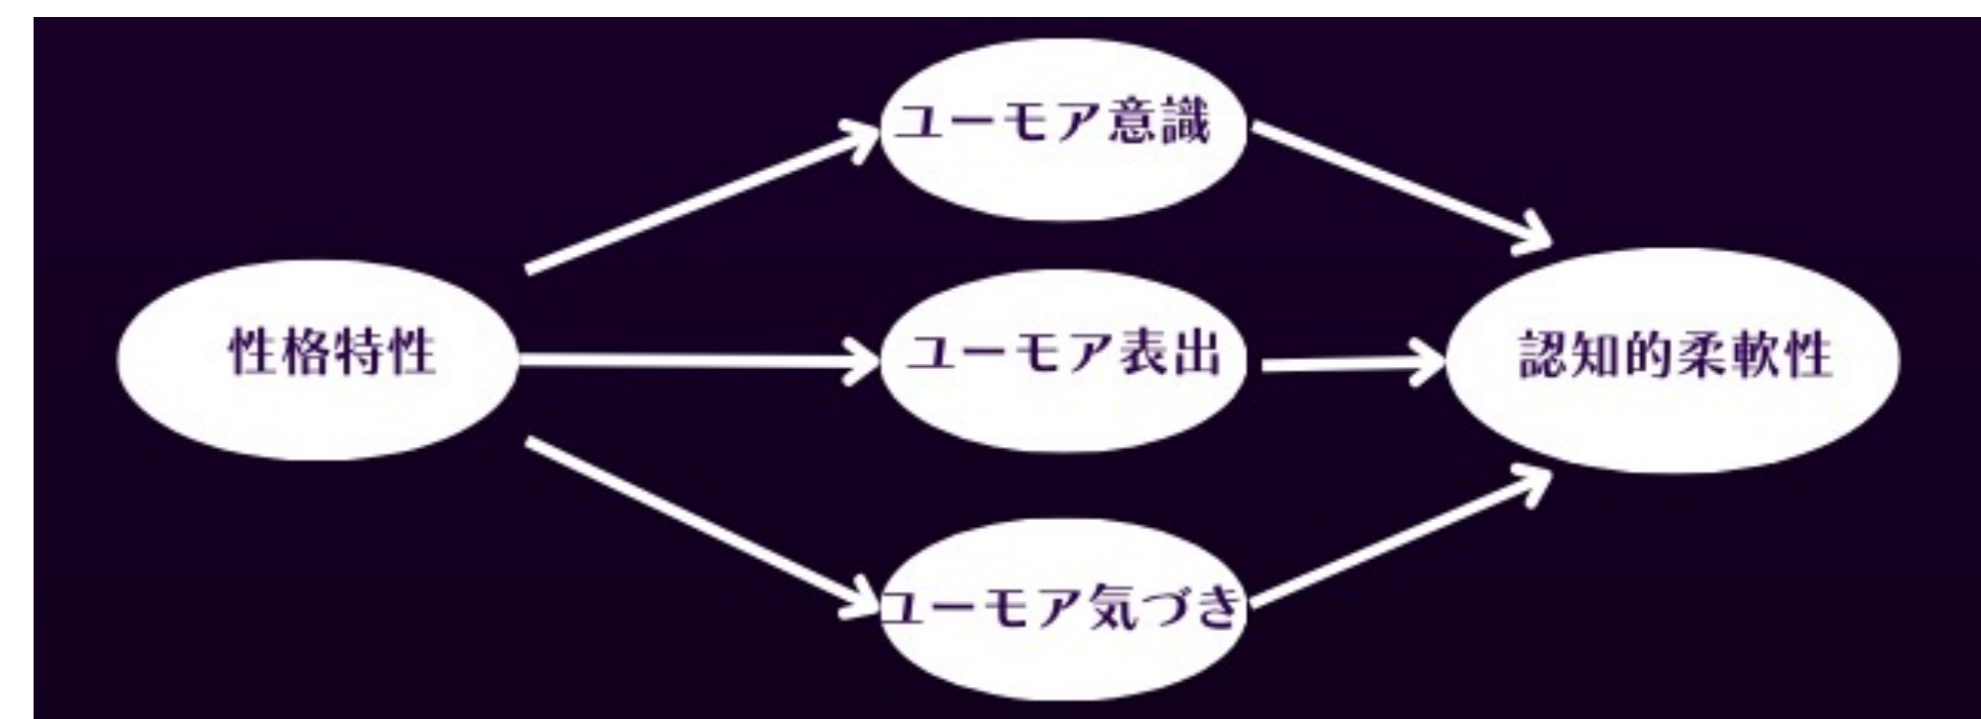 ユーモア意識
性格特性
ユーモア表出
認知的柔軟性
ユーモア気づき